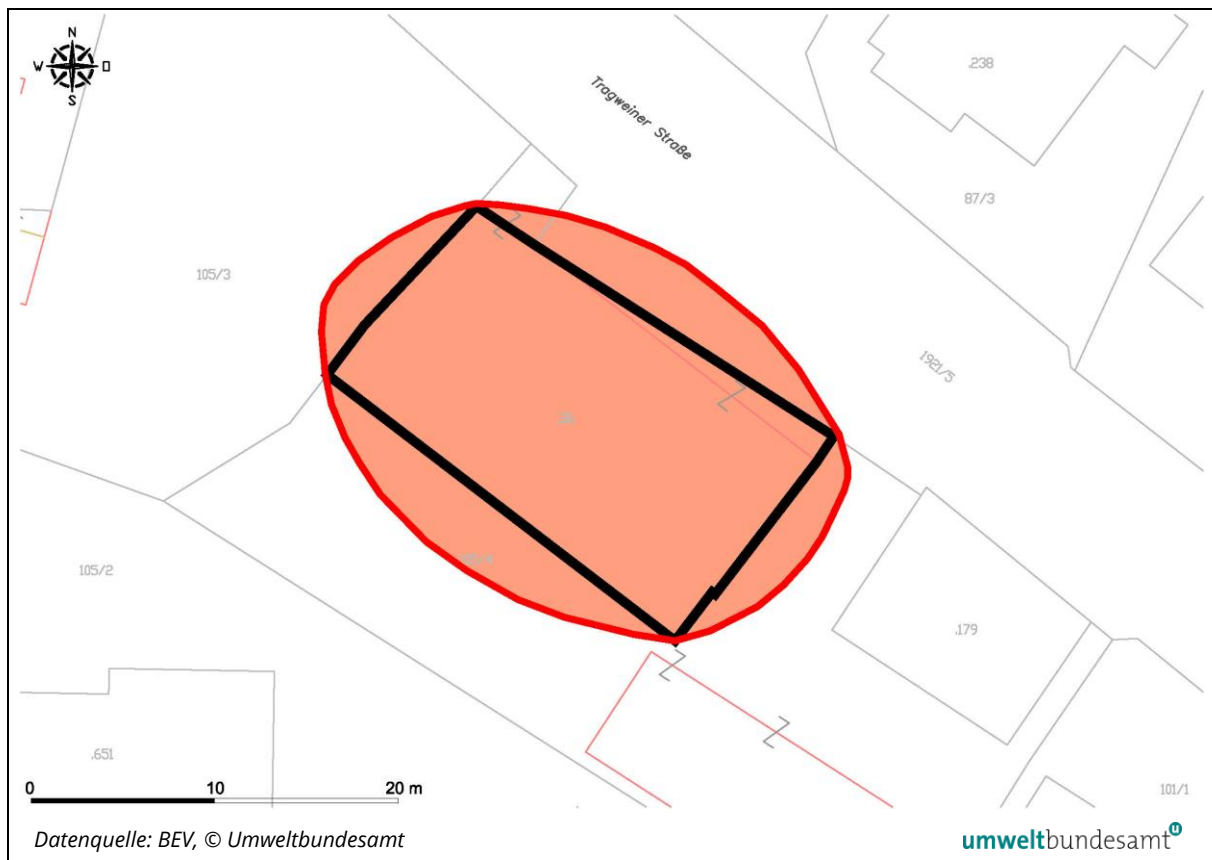 N
W O
S
Tragweiner Straße
.238
87/3
105/3
1921/5
105/2
.179
.651
101/1
0 10 20 m
Datenquelle: BEV, © Umweltbundesamt
umweltbundesamt